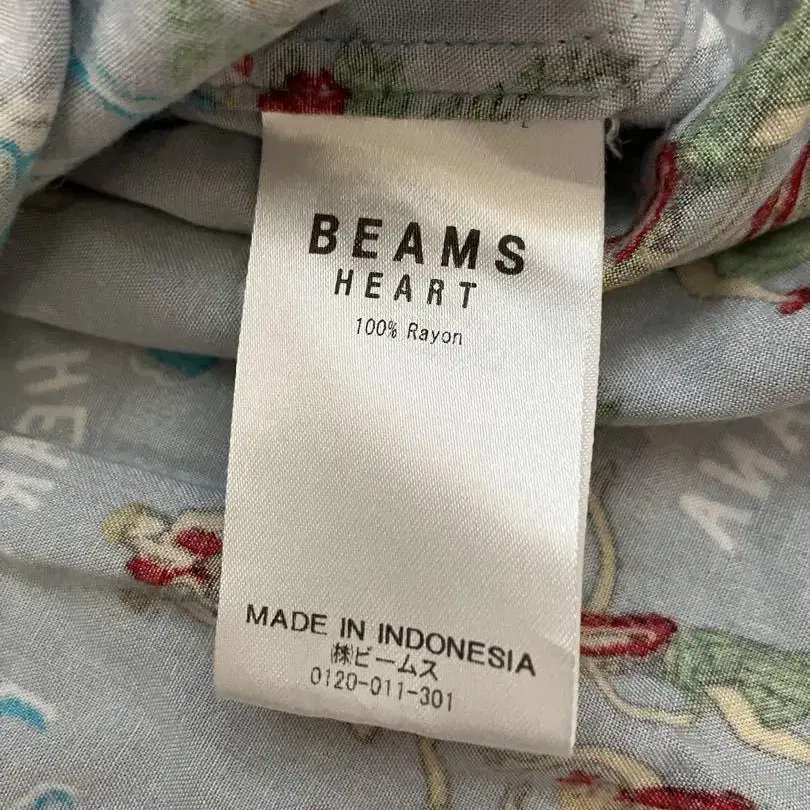 BEAMS
HEART
100% Rayon
MADE IN INDONESIA
㈱ビームス
0120-011-301